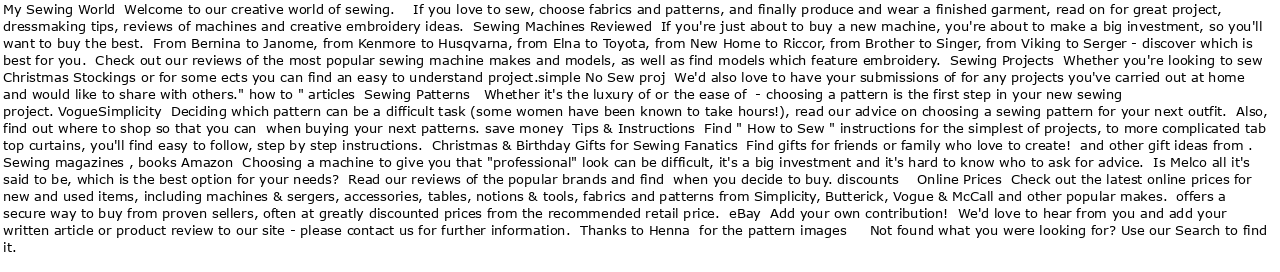 My Sewing World  Welcome to our creative world of sewing.    If you love to sew, choose fabrics and patterns, and finally produce and wear a finished garment, read on for great project,
dressmaking tips, reviews of machines and creative embroidery ideas.  Sewing Machines Reviewed  If you're just about to buy a new machine, you're about to make a big investment, so you'll
want to buy the best.  From Bernina to Janome, from Kenmore to Husqvarna, from Elna to Toyota, from New Home to Riccor, from Brother to Singer, from Viking to Serger - discover which is
best for you.  Check out our reviews of the most popular sewing machine makes and models, as well as find models which feature embroidery.  Sewing Projects  Whether you're looking to sew
Christmas Stockings or for some ects you can find an easy to understand project.simple No Sew proj  We'd also love to have your submissions of for any projects you've carried out at home
and would like to share with others." how to " articles  Sewing Patterns   Whether it's the luxury of or the ease of  - choosing a pattern is the first step in your new sewing
project. VogueSimplicity  Deciding which pattern can be a difficult task (some women have been known to take hours!), read our advice on choosing a sewing pattern for your next outfit.  Also,
find out where to shop so that you can  when buying your next patterns. save money  Tips & Instructions  Find " How to Sew " instructions for the simplest of projects, to more complicated tab
top curtains, you'll find easy to follow, step by step instructions.  Christmas & Birthday Gifts for Sewing Fanatics  Find gifts for friends or family who love to create!  and other gift ideas from .
Sewing magazines , books Amazon  Choosing a machine to give you that "professional" look can be difficult, it's a big investment and it's hard to know who to ask for advice.  Is Melco all it's
said to be, which is the best option for your needs?  Read our reviews of the popular brands and find  when you decide to buy. discounts    Online Prices  Check out the latest online prices for
new and used items, including machines & sergers, accessories, tables, notions & tools, fabrics and patterns from Simplicity, Butterick, Vogue & McCall and other popular makes.  offers a
secure way to buy from proven sellers, often at greatly discounted prices from the recommended retail price.  eBay  Add your own contribution!  We'd love to hear from you and add your
written article or product review to our site - please contact us for further information.  Thanks to Henna  for the pattern images     Not found what you were looking for? Use our Search to find
it.